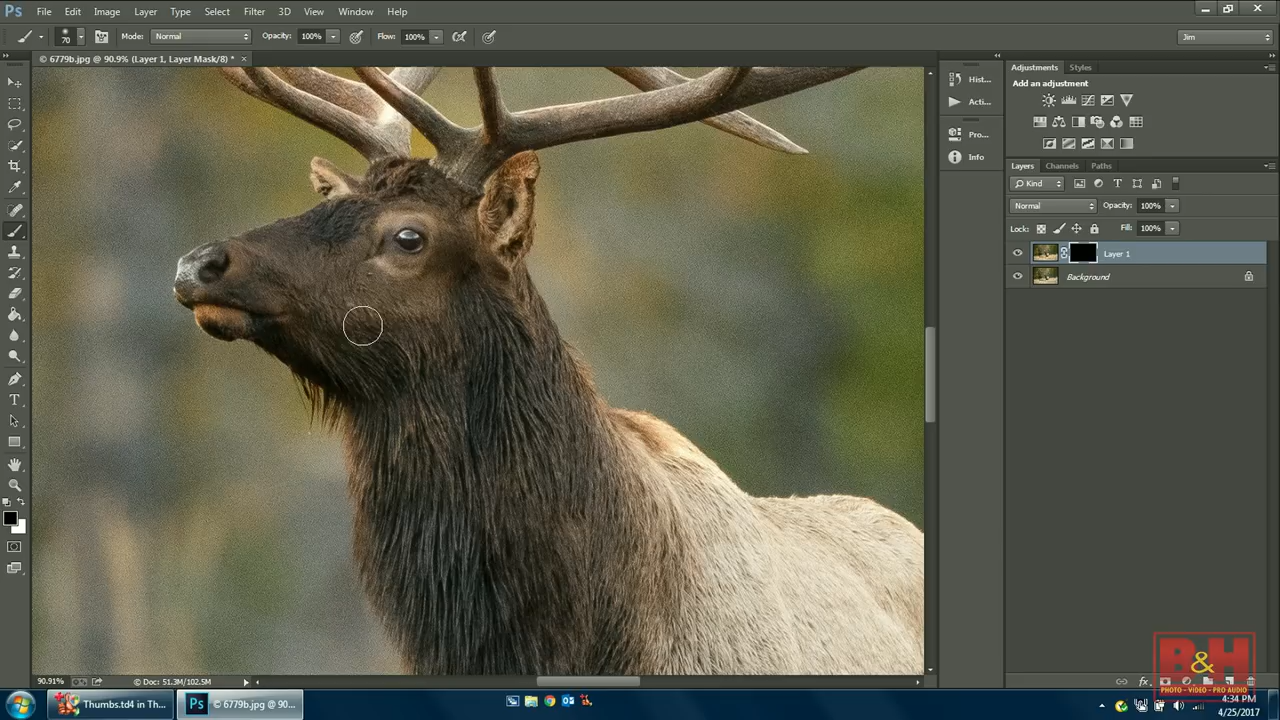 Ps File Edit Image Layer Type Select Filter 3D View Window Help
70 Mode: Normal Opacity: 100% Flow: 100% Jim
© 6779b.jpg @ 90.9% (Layer 1, Layer Mask/8) * ×
Hist...
Acti...
Pro...
Info
Adjustments Styles
Add an adjustment
Layers Channels Paths
Kind
Normal Opacity: 100%
Lock: Fill: 100%
Layer 1
Background
90.91% Doc: 51.3M/102.5M
B&H
PHOTO - VIDEO - PRO AUDIO
Thumbs.td4 in Th... Ps © 6779b.jpg @ 90... 4:34 PM
4/25/2017